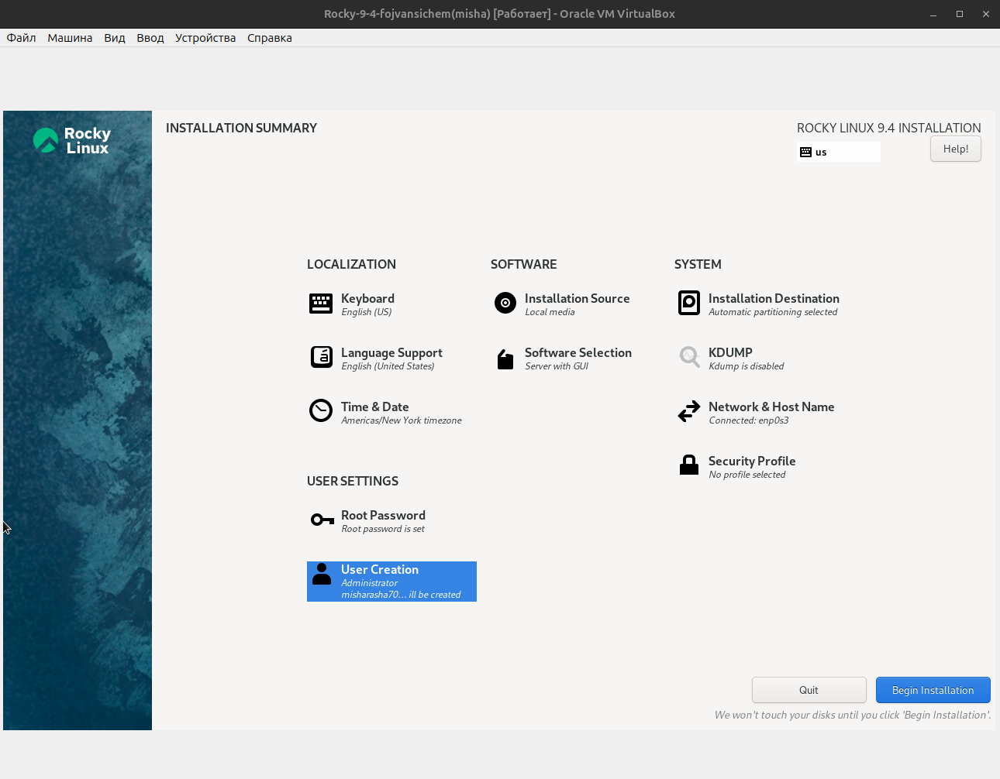 Rocky-9-4-fojvansichem(misha) [Работает] - Oracle VM VirtualBox
Файл Машина Вид Ввод Устройства Справка
Rocky
Linux
INSTALLATION SUMMARY
ROCKY LINUX 9.4 INSTALLATION
us
Help!
LOCALIZATION
Keyboard
English (US)
Language Support
English (United States)
Time & Date
Americas/New York timezone
SOFTWARE
Installation Source
Local media
Software Selection
Server with GUI
SYSTEM
Installation Destination
Automatic partitioning selected
KDUMP
Kdump is disabled
Network & Host Name
Connected: enp0s3
Security Profile
No profile selected
USER SETTINGS
Root Password
Root password is set
User Creation
Administrator
misharasha70... ill be created
Quit
Begin Installation
We won't touch your disks until you click 'Begin Installation'.